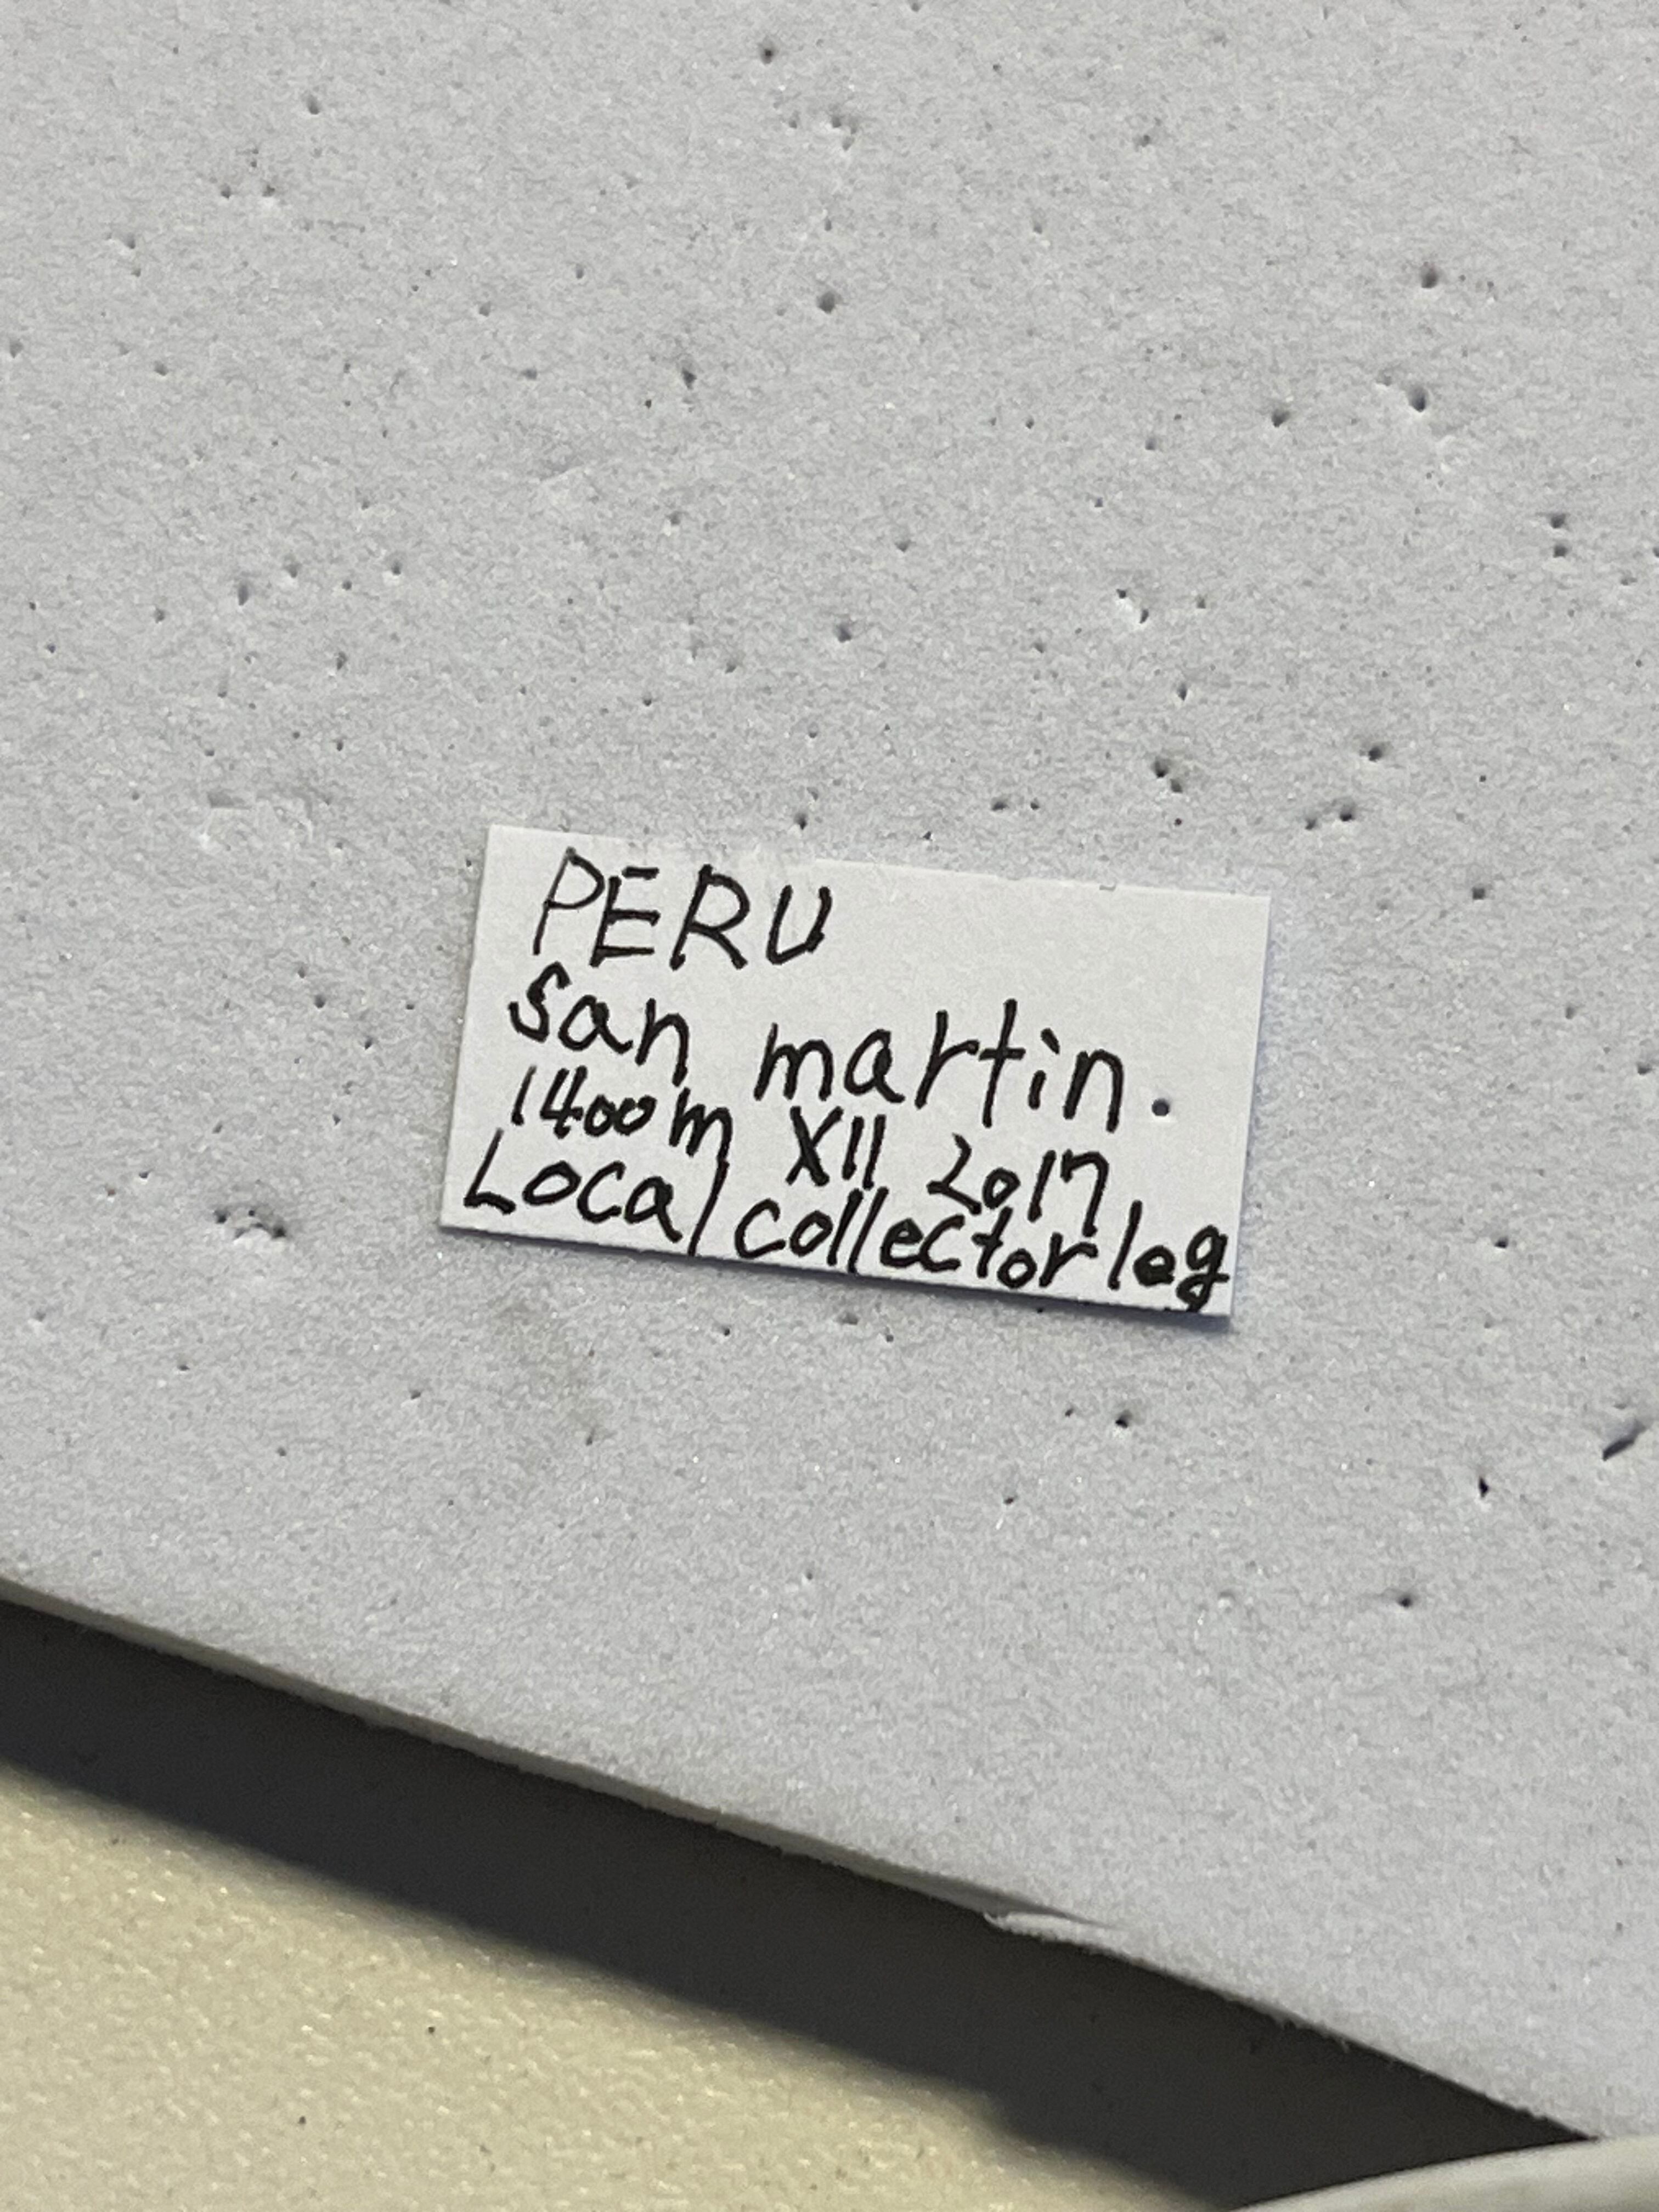 PERU
San martin.
1400m XII 2017
Local collector leg